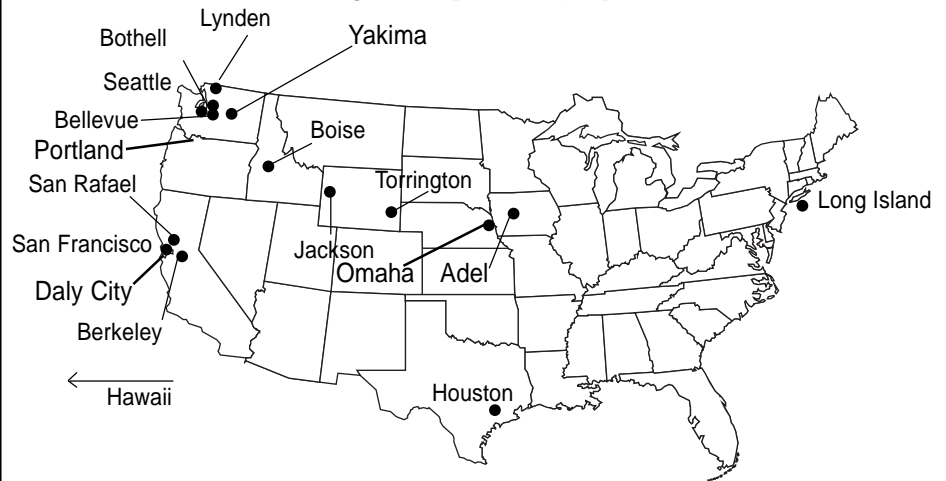 Lynden
Bothell
Yakima
Seattle
Bellevue
Boise
Portland
San Rafael
Torrington
Long Island
San Francisco
Jackson
Omaha
Adel
Daly City
Berkeley
Hawaii
Houston